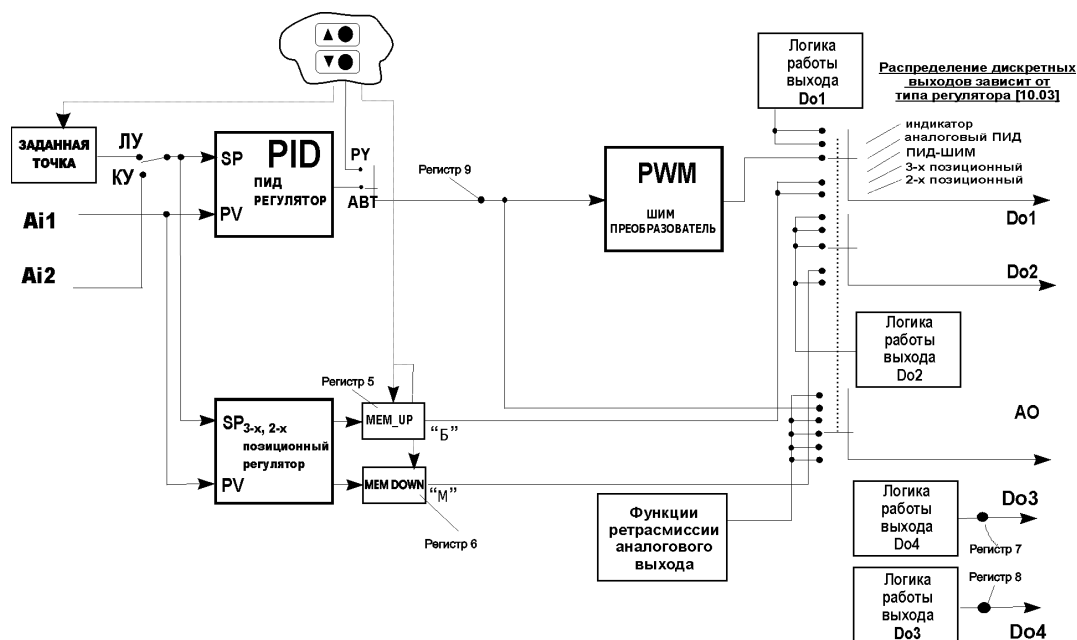 Логика
работы
выхода
Do1
Распределение дискретных
выходов зависит от
типа регулятора [10.03]
индикатор
аналоговый ПИД
ПИД-ШИМ
3-х позиционный
2-х позиционный
ЗАДАННАЯ
ТОЧКА
ЛУ
КУ
SP
PID
ПИД
РЕГУЛЯТОР
PV
РУ
АВТ
Регистр 9
PWM
ШИМ
ПРЕОБРАЗОВАТЕЛЬ
Ai1
Ai2
Do1
Do2
Логика
работы
выхода
Do2
Регистр 5
SP
3-х, 2-х
позиционный
регулятор
PV
MEM_UP
“Б”
MEM DOWN
“М”
Регистр 6
AO
Функции
ретрасмиссии
аналогового
выхода
Логика
работы
выхода
Do4
Do3
Регистр 7
Логика
работы
выхода
Do3
Регистр 8
Do4